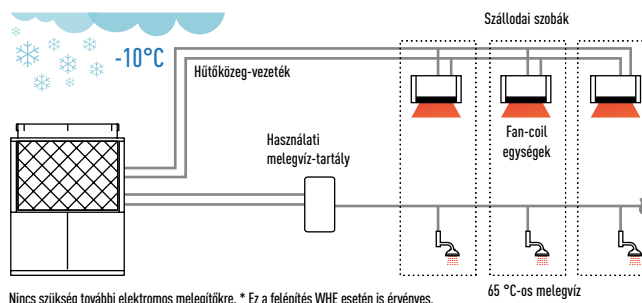 Szállodai szobák
-10°C
Hűtőközeg-vezeték
Fan-coil
egységek
Használati
melegvíz-tartály
65 °C-os melegvíz
Nincs szükség további elektromos melegítőkre. * Ez a felépítés WHE esetén is érvényes.